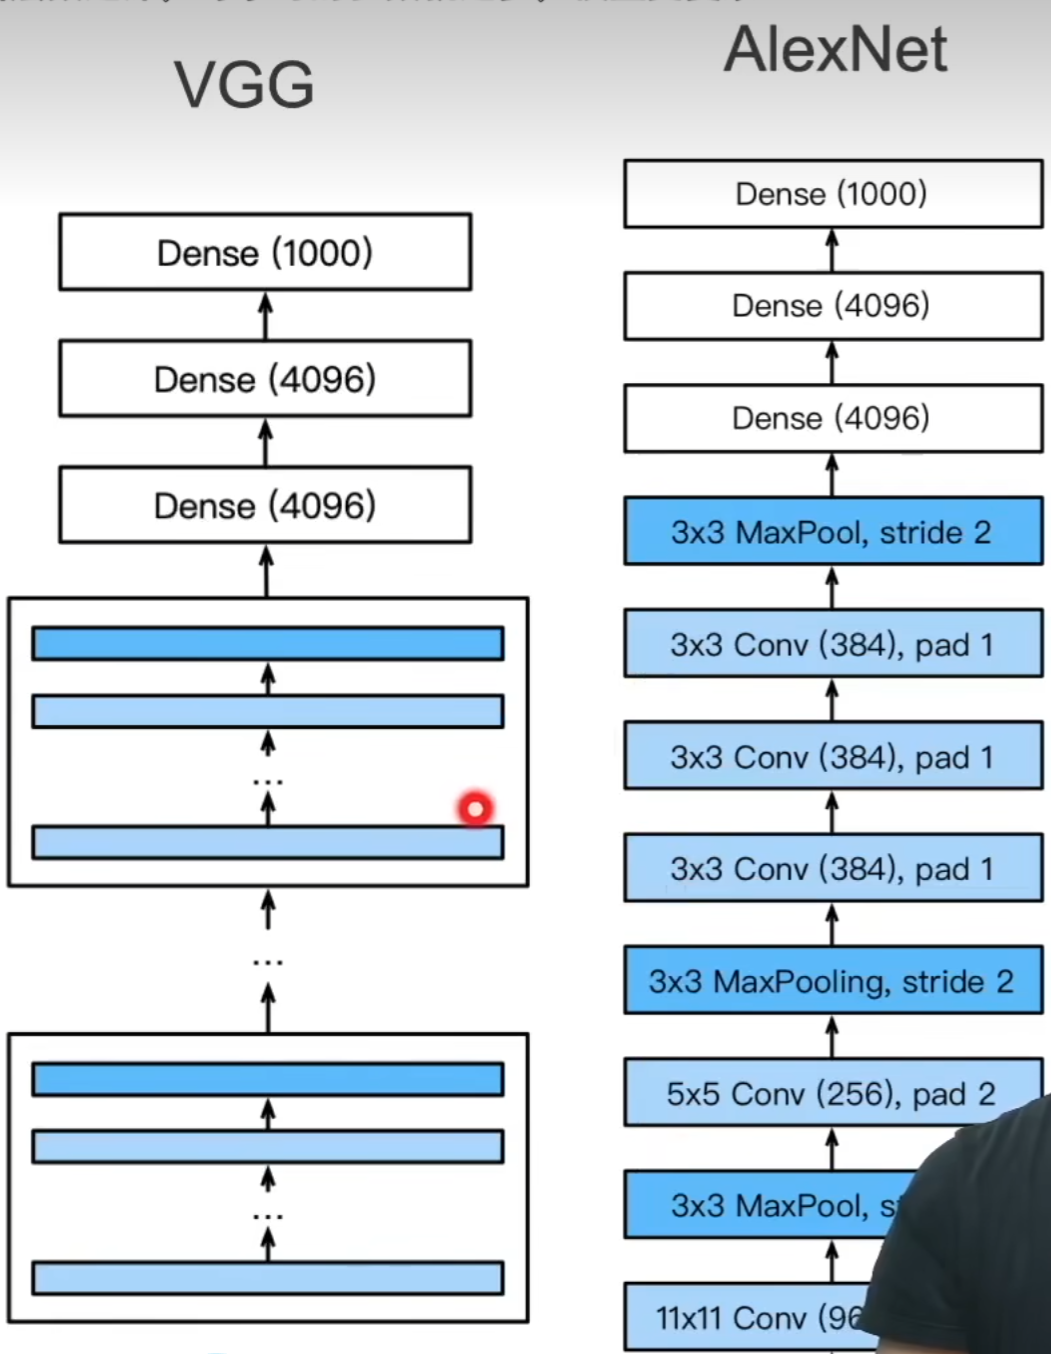 VGG
Dense (1000)
Dense (4096)
Dense (4096)
...
...
...
AlexNet
Dense (1000)
Dense (4096)
Dense (4096)
3x3 MaxPool, stride 2
3x3 Conv (384), pad 1
3x3 Conv (384), pad 1
3x3 Conv (384), pad 1
3x3 MaxPooling, stride 2
5x5 Conv (256), pad 2
3x3 MaxPool,
11x11 Conv (96